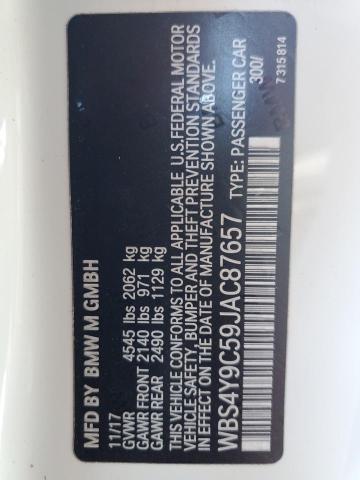 MFD BY BMW M GMBH
11/17
GVWR 4545 lbs 2062 kg
GAWR FRONT 2140 lbs 971 kg
GAWR REAR 2490 lbs 1129 kg
THIS VEHICLE CONFORMS TO ALL APPLICABLE U.S.FEDERAL MOTOR
VEHICLE SAFETY, BUMPER AND THEFT PREVENTION STANDARDS
IN EFFECT ON THE DATE OF MANUFACTURE SHOWN ABOVE.
WBS4Y9C59JAC87657 TYPE: PASSENGER CAR
300/
7 315 814